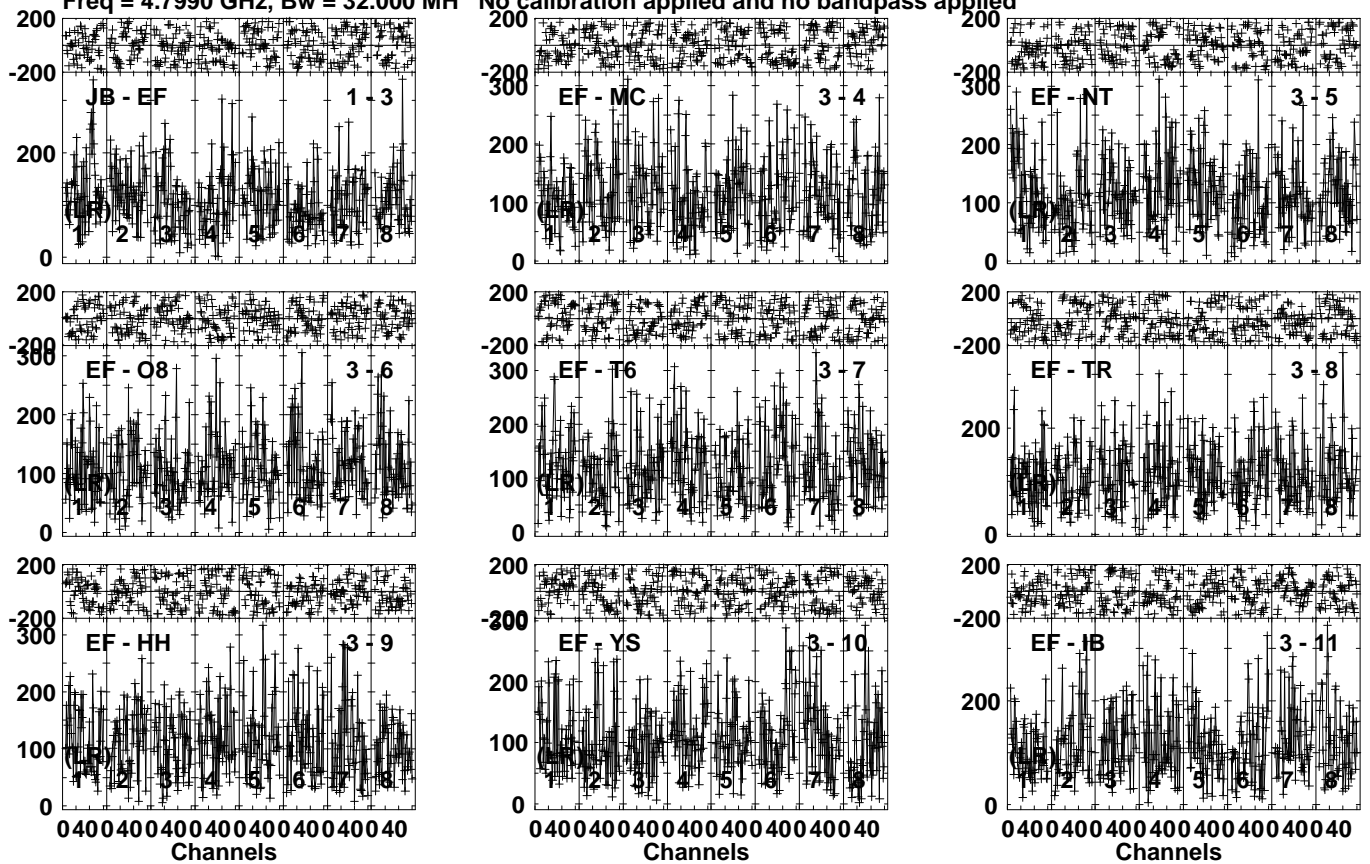 Freq = 4.7990 GHz, Bw = 32.000 MH No calibration applied and no bandpass applied
200
-200
JB - EF 1 - 3
200
(LR)
1 2 3 4 5 6 7 8
0
200
-200
300
EF - MC 3 - 4
200
100
(LR)
1 2 3 4 5 6 7 8
0
200
-200
300
EF - NT 3 - 5
200
100
(LR)
1 2 3 4 5 6 7 8
0
200
-200
300
EF - O8 3 - 6
200
100
(LR)
1 2 3 4 5 6 7 8
0
200
-200
300
EF - T6 3 - 7
200
100
(LR)
1 2 3 4 5 6 7 8
0
200
-200
EF - TR 3 - 8
200
(LR)
1 2 3 4 5 6 7 8
0
200
-200
300
EF - HH 3 - 9
200
100
(LR)
1 2 3 4 5 6 7 8
0
0 40 0 40 0 40 0 40 0 40 0 40 0 40 0 40
Channels
200
-200
300
EF - YS 3 - 10
200
100
(LR)
1 2 3 4 5 6 7 8
0
0 40 0 40 0 40 0 40 0 40 0 40 0 40 0 40
Channels
200
-200
EF - IB 3 - 11
200
(LR)
1 2 3 4 5 6 7 8
0
0 40 0 40 0 40 0 40 0 40 0 40 0 40 0 40
Channels